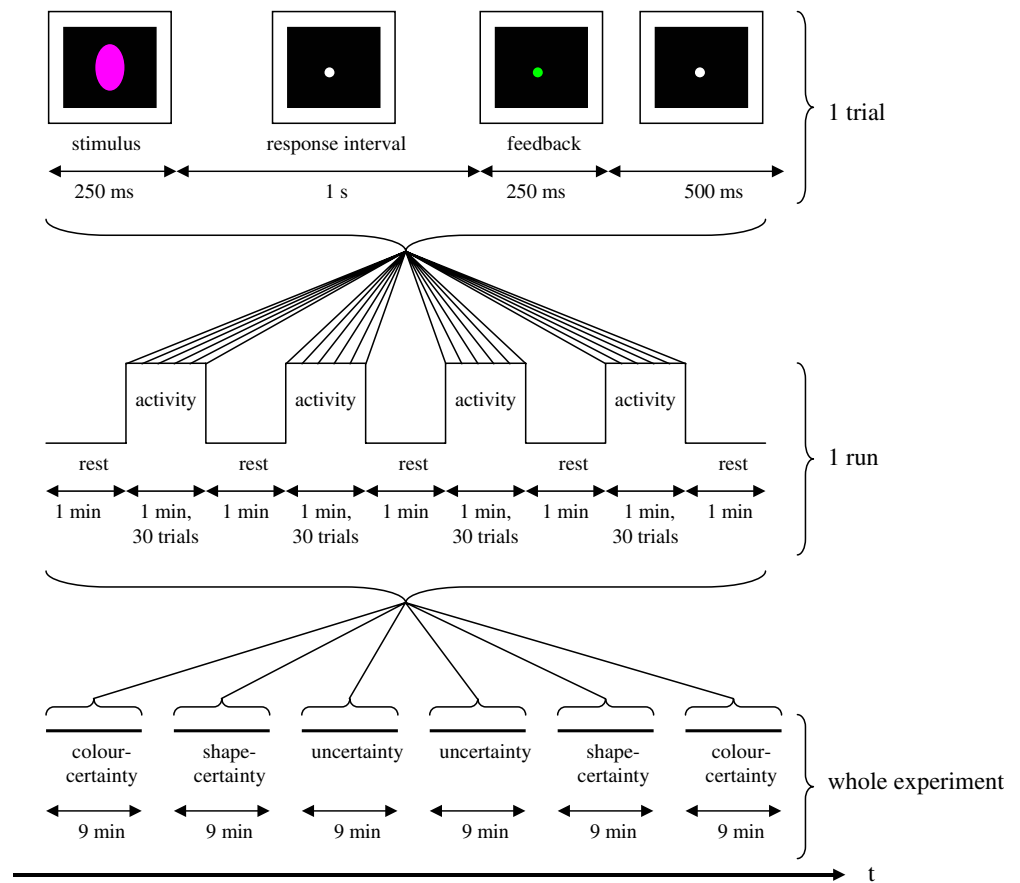 stimulus
response interval
feedback
1 trial
250 ms
1 s
250 ms
500 ms
activity
activity
activity
activity
rest
rest
rest
rest
rest
1 run
1 min
1 min,
30 trials
1 min
1 min,
30 trials
1 min
1 min,
30 trials
1 min
1 min,
30 trials
1 min
colour-
certainty
shape-
certainty
uncertainty
uncertainty
shape-
certainty
colour-
certainty
whole experiment
9 min
9 min
9 min
9 min
9 min
9 min
t